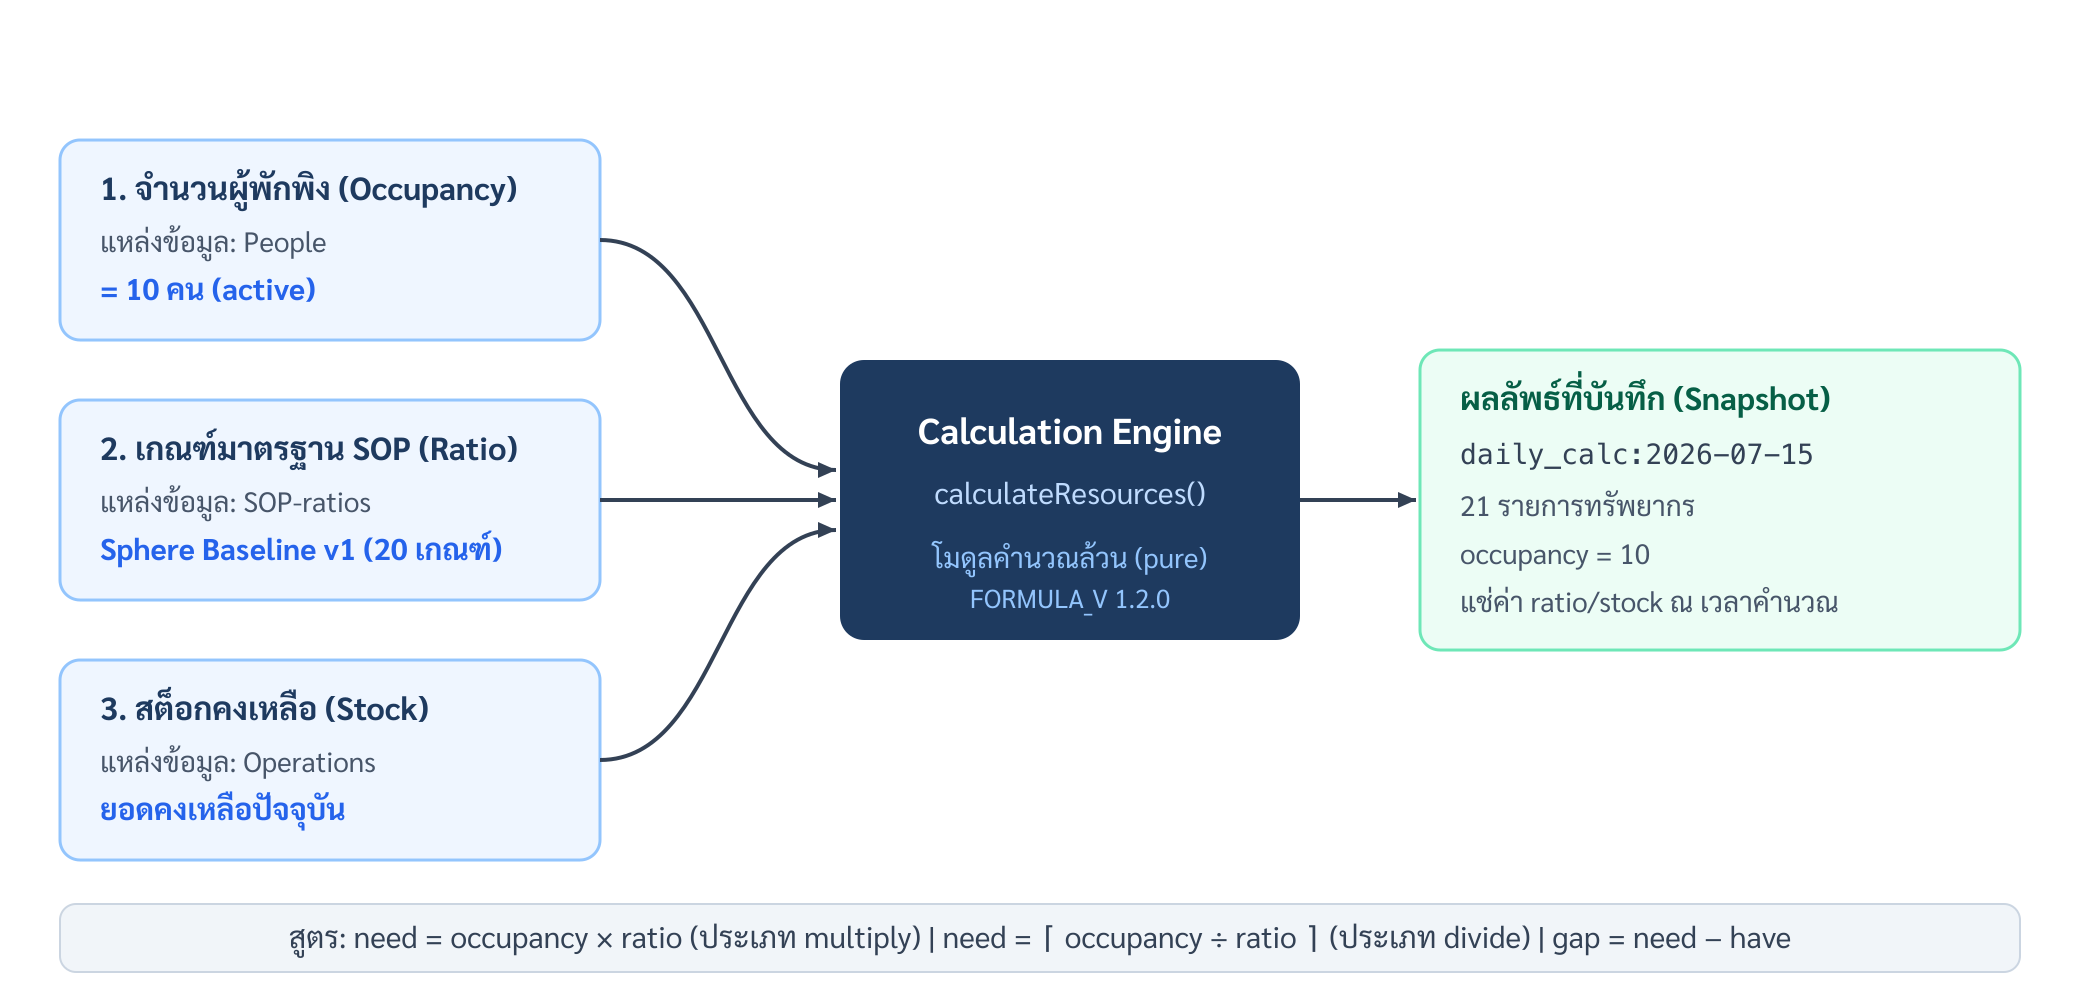 1. จำนวนผู้พักพิง (Occupancy)
แหล่งข้อมูล: People
= 10 คน (active)
2. เกณฑ์มาตรฐาน SOP (Ratio)
แหล่งข้อมูล: SOP-ratios
Sphere Baseline v1 (20 เกณฑ์)
3. สต็อกคงเหลือ (Stock)
แหล่งข้อมูล: Operations
ยอดคงเหลือปัจจุบัน
Calculation Engine
calculateResources()
โมดูลคำนวณล้วน (pure)
FORMULA_V 1.2.0
ผลลัพธ์ที่บันทึก (Snapshot)
daily_calc:2026-07-15
21 รายการทรัพยากร
occupancy = 10
แช่ค่า ratio/stock ณ เวลาคำนวณ
สูตร: need = occupancy × ratio (ประเภท multiply) | need = ⌈ occupancy ÷ ratio ⌉ (ประเภท divide) | gap = need − have